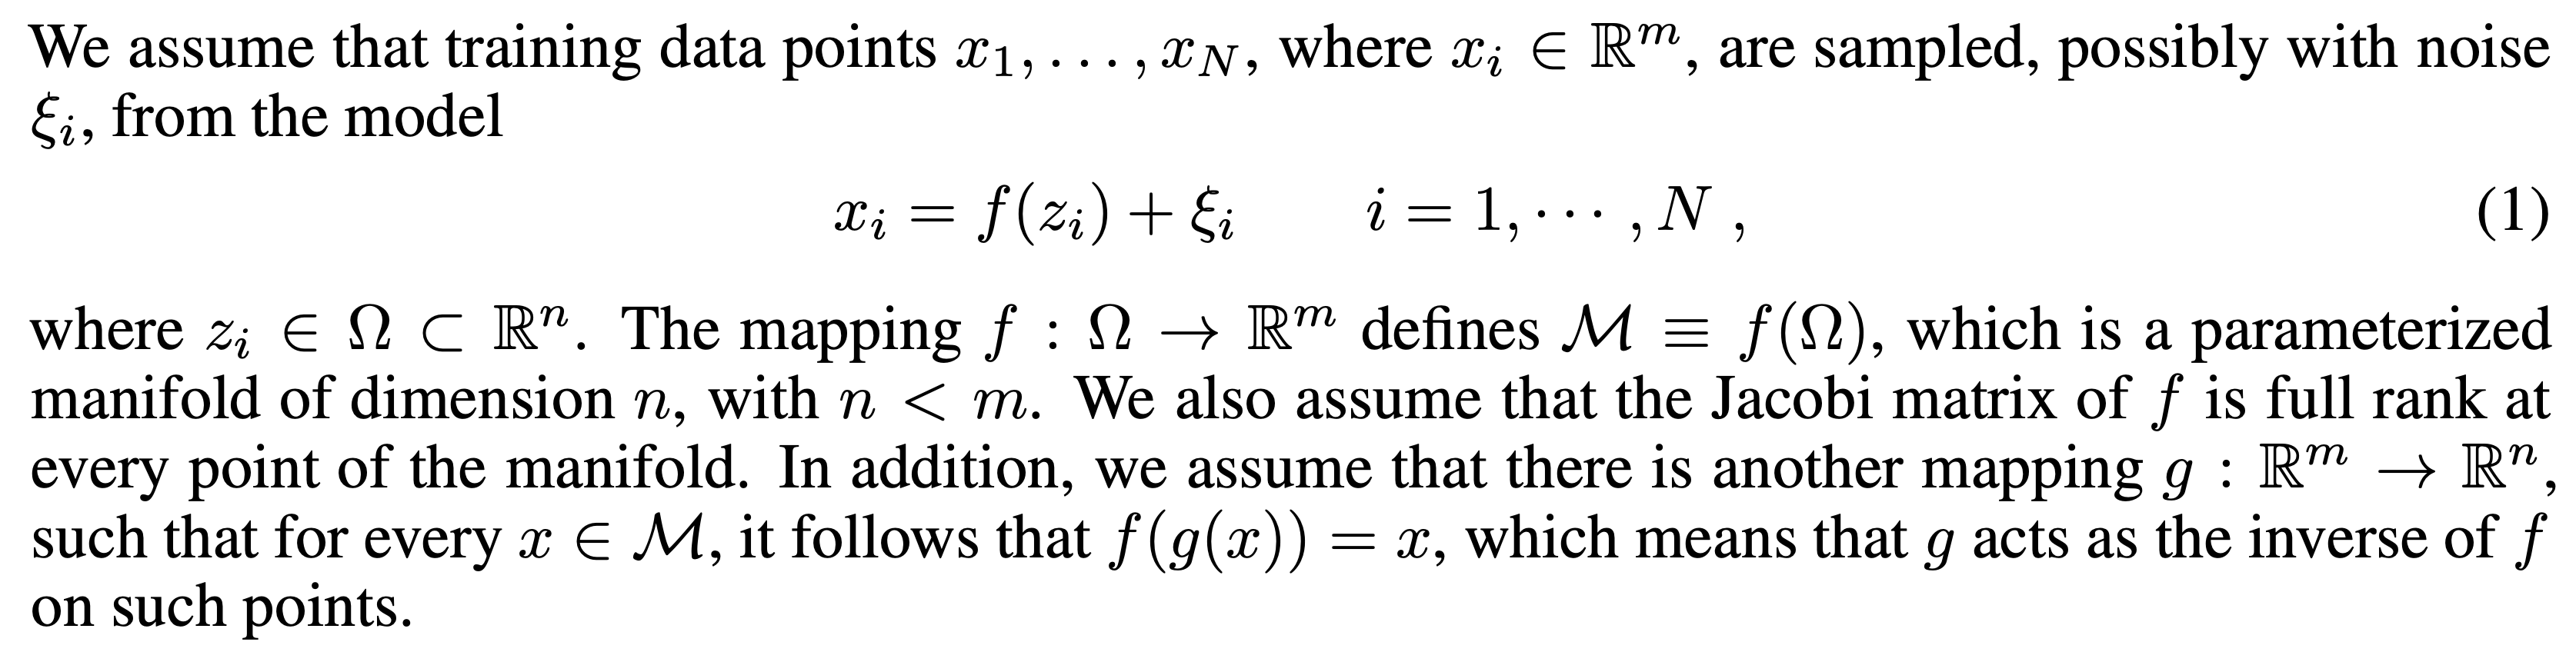 We assume that training data points x₁, . . . , x_N, where x_i ∈ ℝ^m, are sampled, possibly with noise
ξ_i, from the model
x_i = f(z_i) + ξ_i    i = 1, · · · , N ,    (1)
where z_i ∈ Ω ⊂ ℝ^n. The mapping f : Ω → ℝ^m defines ℳ ≡ f(Ω), which is a parameterized
manifold of dimension n, with n < m. We also assume that the Jacobi matrix of f is full rank at
every point of the manifold. In addition, we assume that there is another mapping g : ℝ^m → ℝ^n,
such that for every x ∈ ℳ, it follows that f(g(x)) = x, which means that g acts as the inverse of f
on such points.